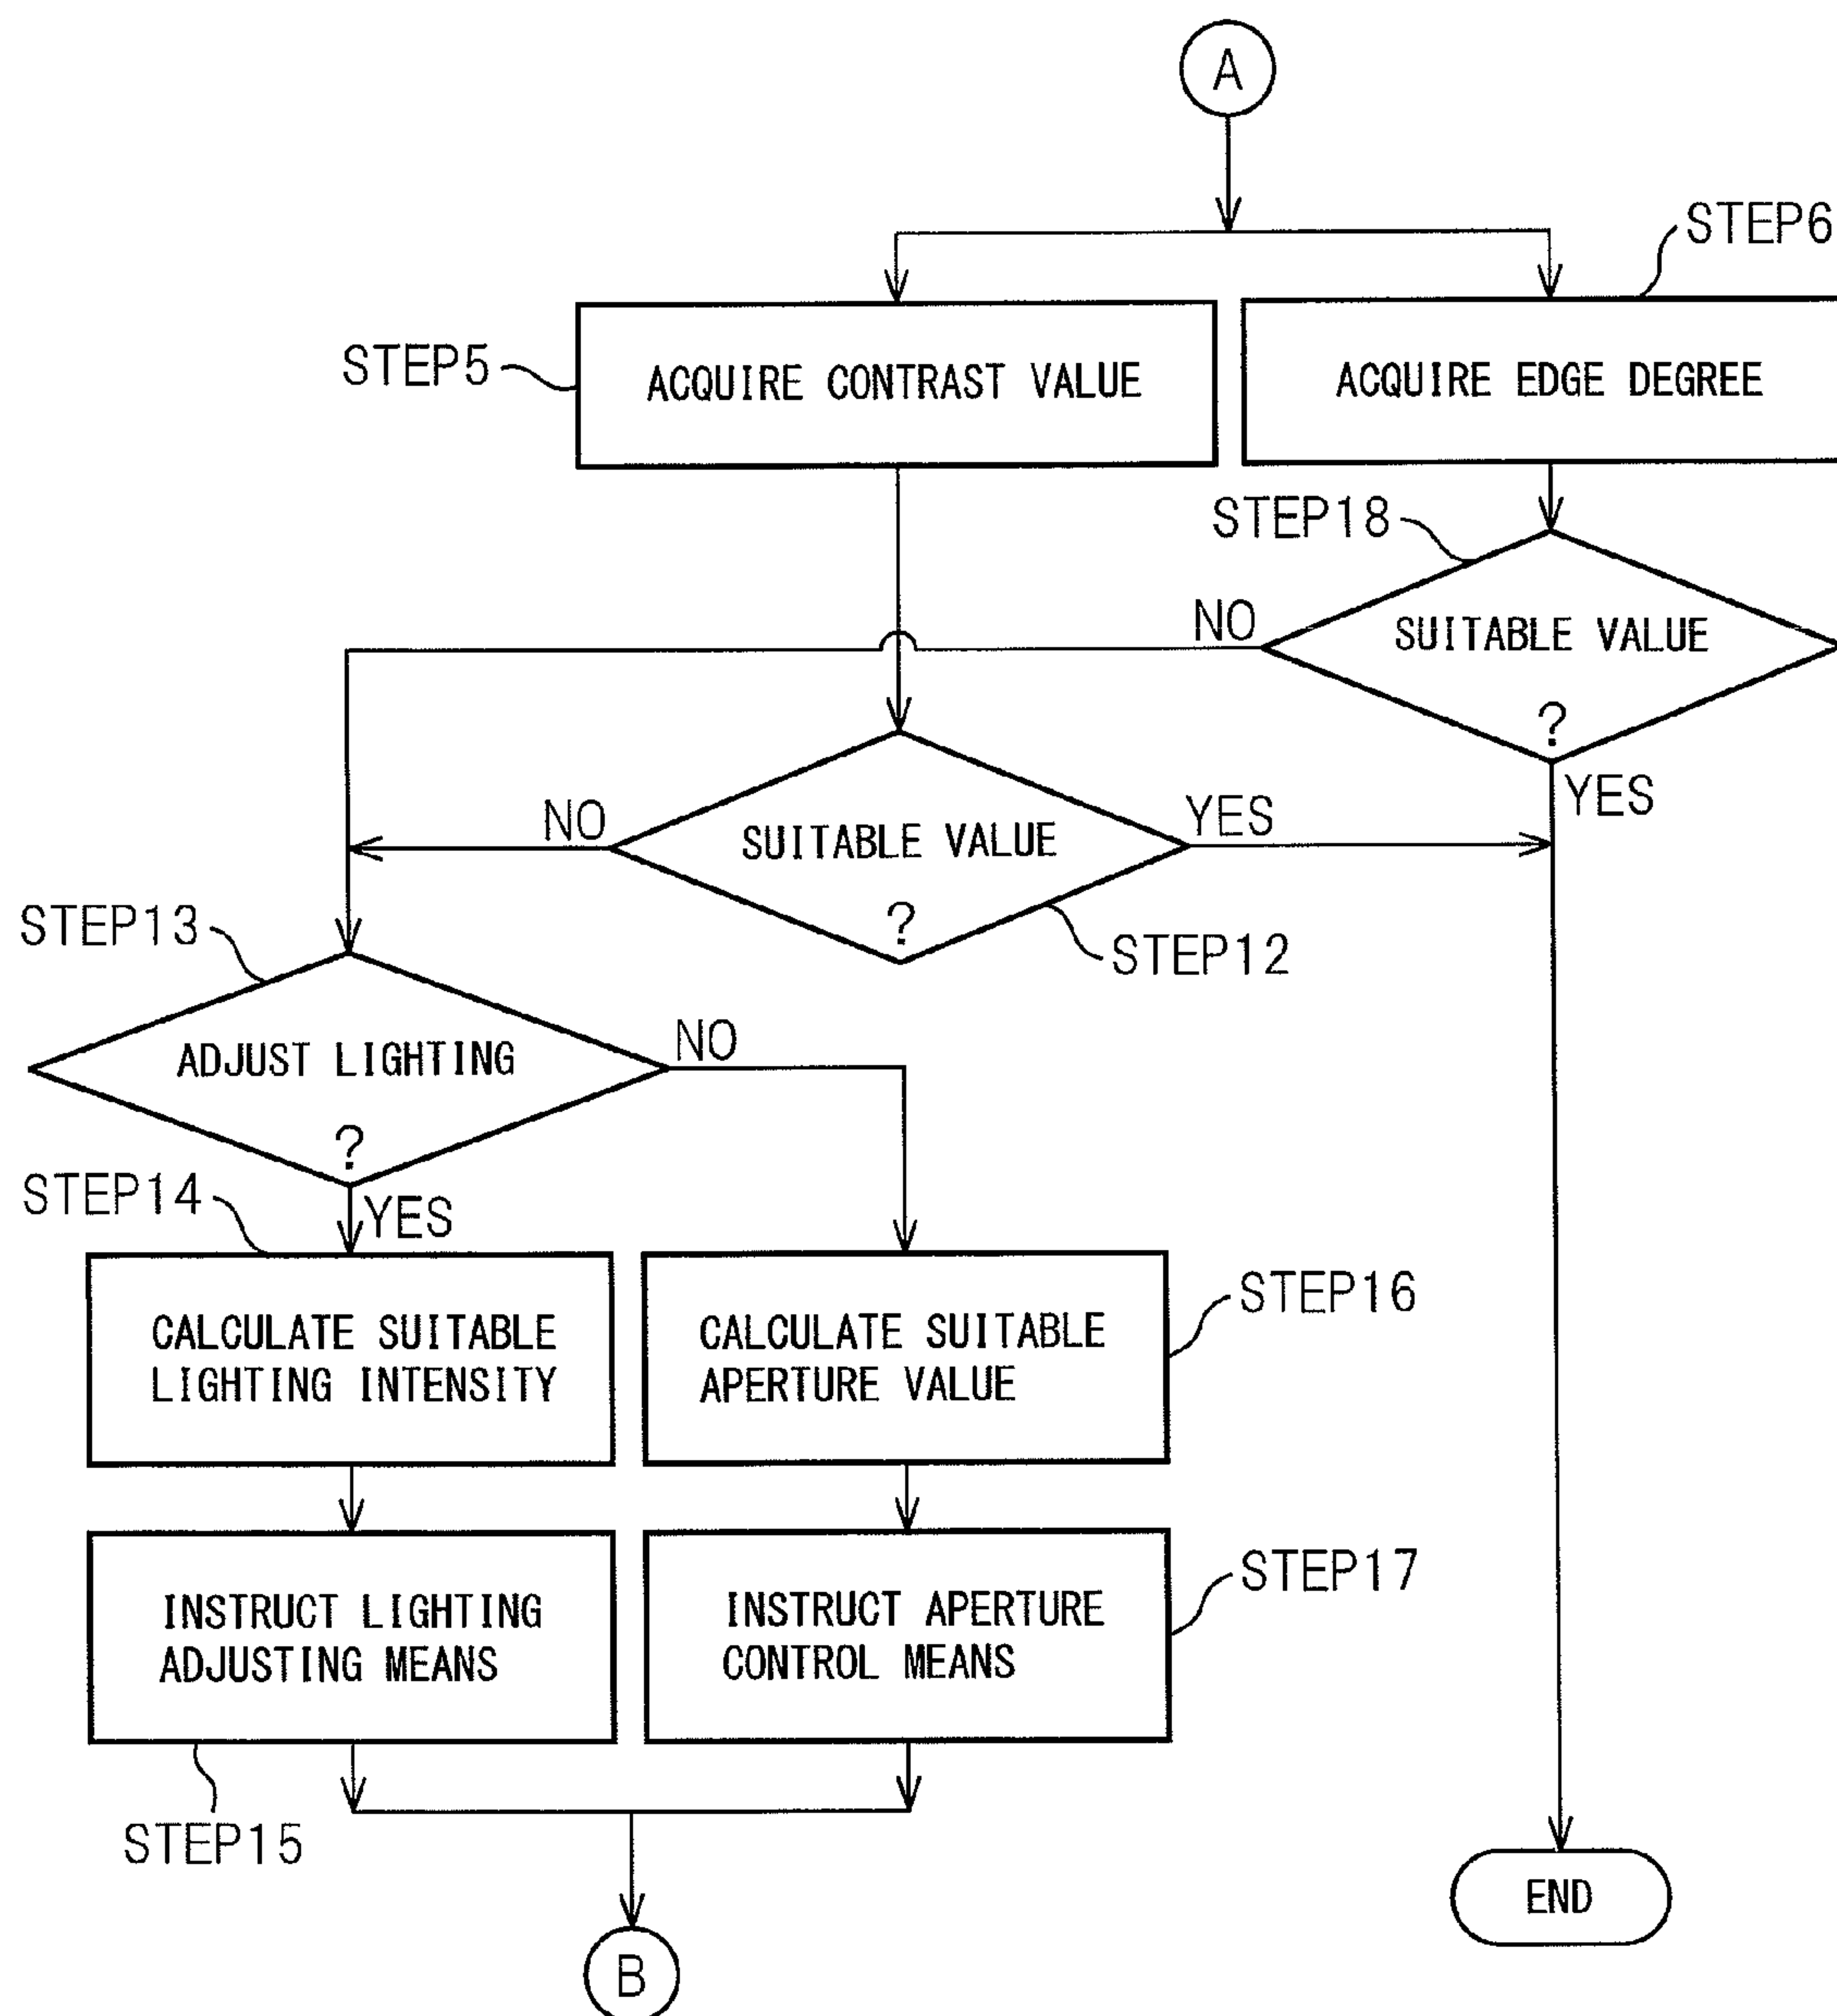 A
STEP6
STEP5
ACQUIRE CONTRAST VALUE
ACQUIRE EDGE DEGREE
STEP18
NO
SUITABLE VALUE
?
YES
NO
SUITABLE VALUE
?
YES
STEP12
STEP13
ADJUST LIGHTING
?
NO
STEP14
YES
CALCULATE SUITABLE
LIGHTING INTENSITY
CALCULATE SUITABLE
APERTURE VALUE
STEP16
INSTRUCT LIGHTING
ADJUSTING MEANS
INSTRUCT APERTURE
CONTROL MEANS
STEP17
STEP15
END
B